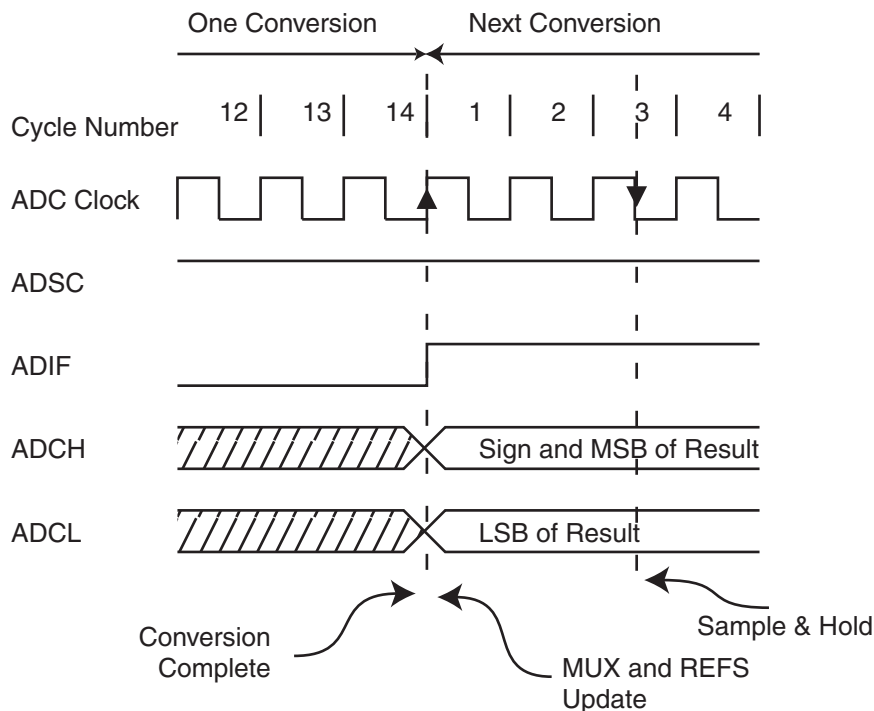 One Conversion Next Conversion
Cycle Number 12 13 14 1 2 3 4
ADC Clock
ADSC
ADIF
ADCH Sign and MSB of Result
ADCL LSB of Result
Sample & Hold
Conversion
Complete
MUX and REFS
Update